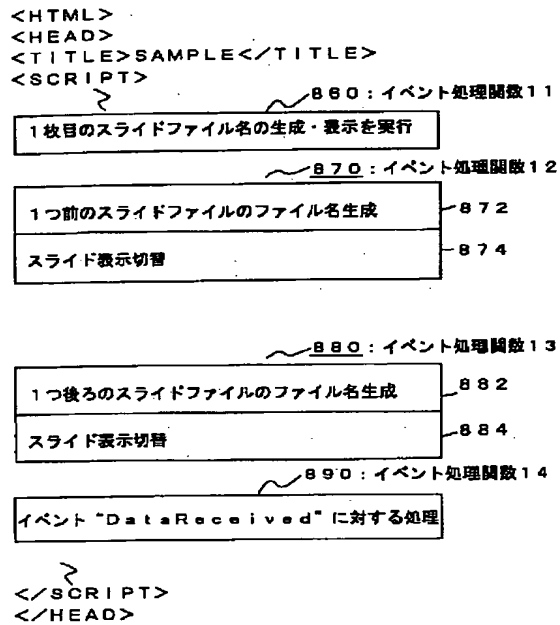 ＜HTML＞
＜HEAD＞
＜TITLE＞SAMPLE＜／TITLE＞
＜SCRIPT＞
８６０：イベント処理関数１１
１枚目のスライドファイル名の生成・表示を実行
８７０：イベント処理関数１２
１つ前のスライドファイルのファイル名生成
８７２
スライド表示切替
８７４
８８０：イベント処理関数１３
１つ後ろのスライドファイルのファイル名生成
８８２
スライド表示切替
８８４
８９０：イベント処理関数１４
イベント“ＤａｔａＲｅｃｅｉｖｅｄ”に対する処理
＜／SCRIPT＞
＜／HEAD＞